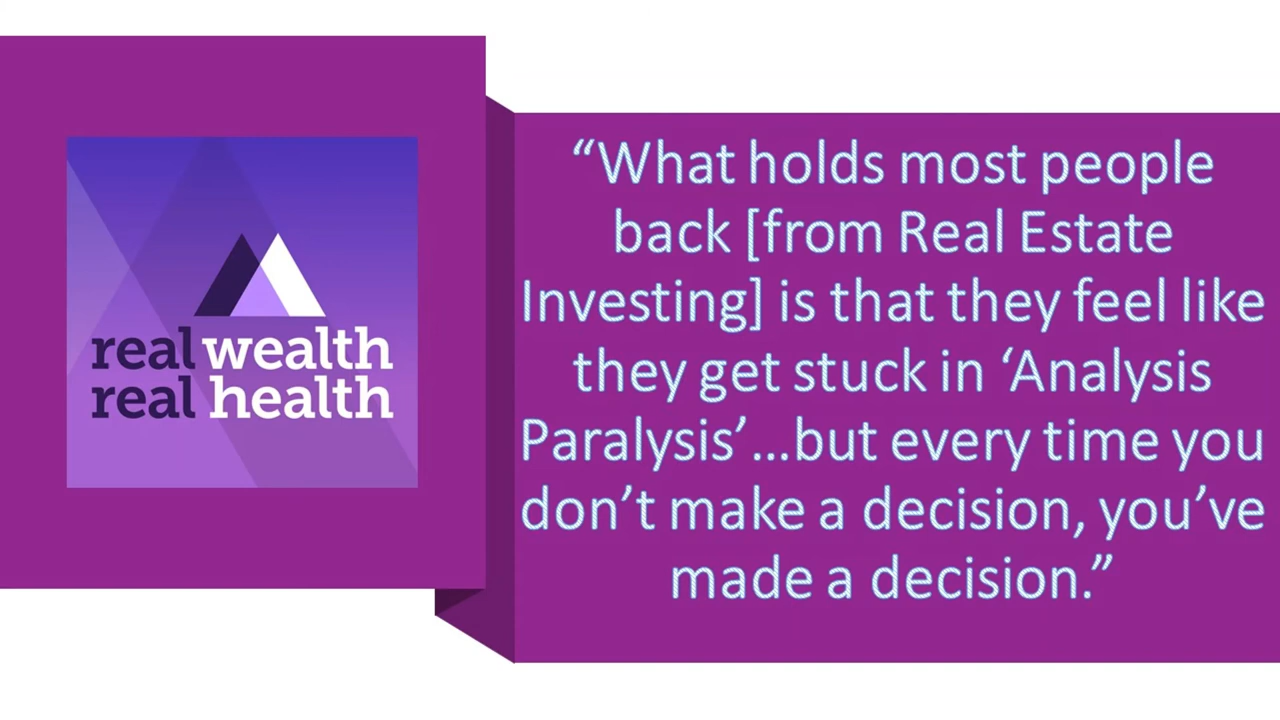 real wealth
real health
“What holds most people
back [from Real Estate
Investing] is that they feel like
they get stuck in ‘Analysis
Paralysis’...but every time you
don’t make a decision, you’ve
made a decision.”